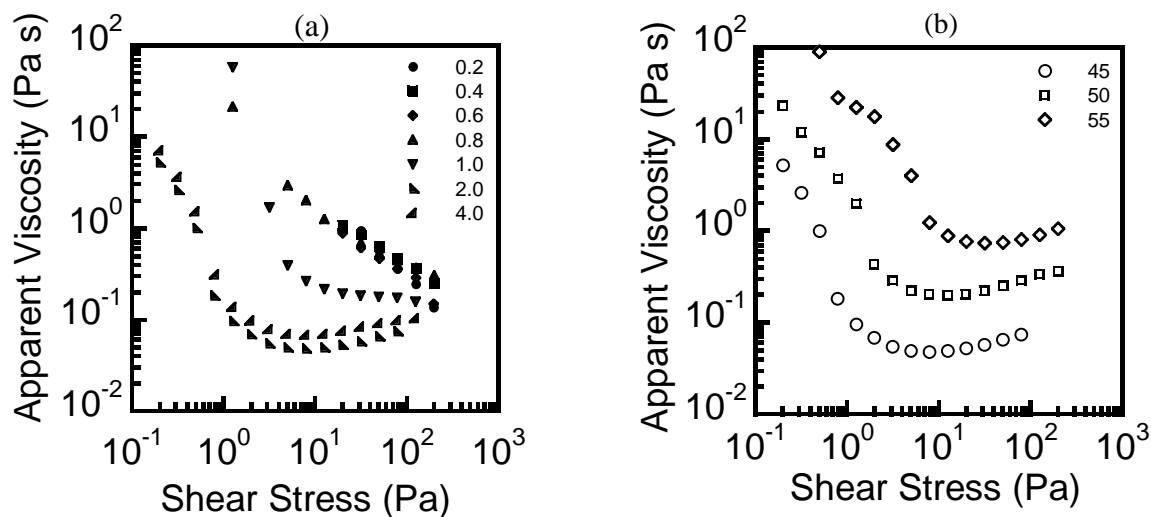 (a)
Apparent Viscosity (Pa s)
10^2
10^1
10^0
10^-1
10^-2
0.2
0.4
0.6
0.8
1.0
2.0
4.0
10^-1 10^0 10^1 10^2 10^3
Shear Stress (Pa)
(b)
Apparent Viscosity (Pa s)
10^2
10^1
10^0
10^-1
10^-2
45
50
55
10^-1 10^0 10^1 10^2 10^3
Shear Stress (Pa)